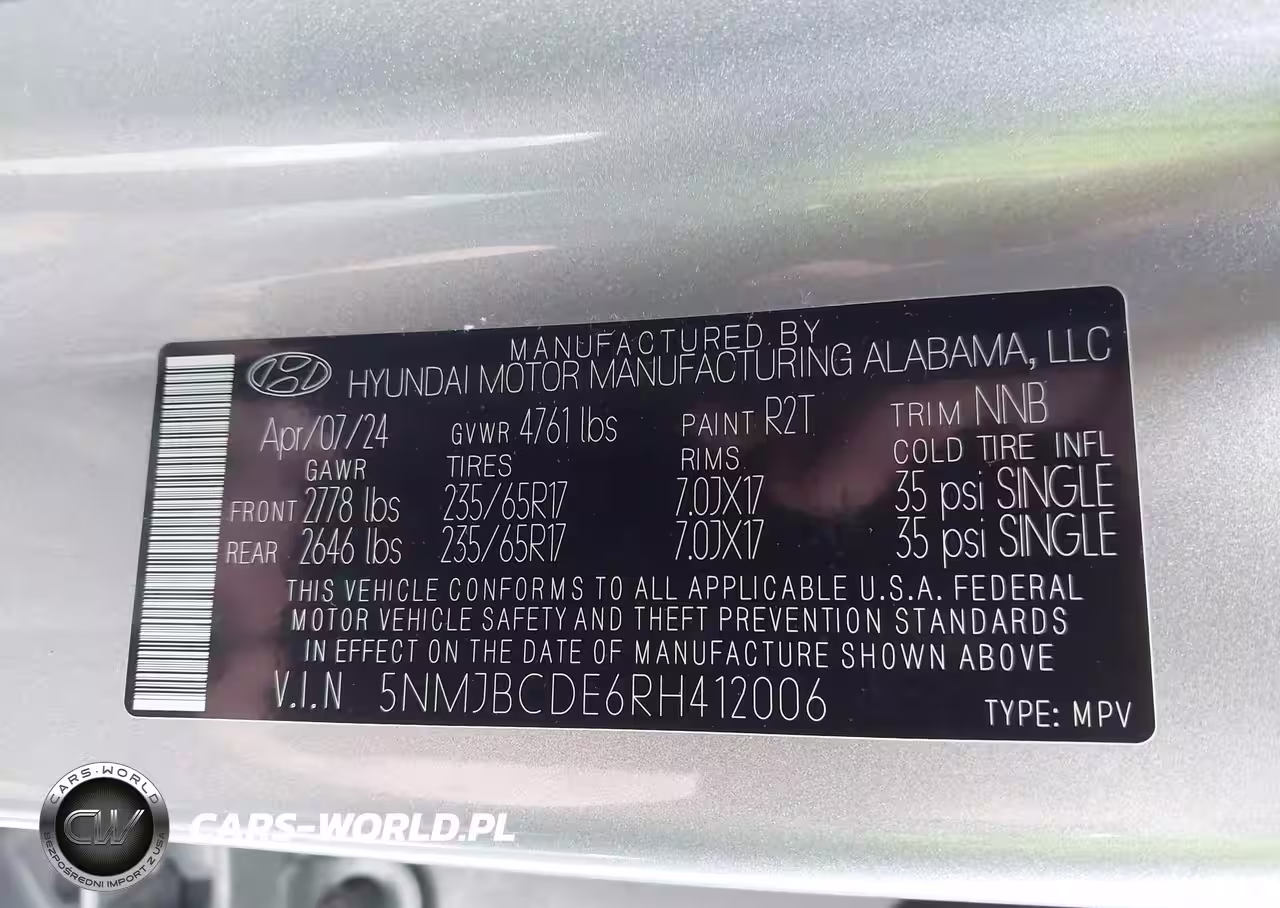 MANUFACTURED BY
HYUNDAI MOTOR MANUFACTURING ALABAMA, LLC
Apr/07/24 GVWR 4761 lbs PAINT R2T TRIM NNB
GAWR TIRES RIMS COLD TIRE INFL
FRONT 2778 lbs 235/65R17 7.0JX17 35 psi SINGLE
REAR 2646 lbs 235/65R17 7.0JX17 35 psi SINGLE
THIS VEHICLE CONFORMS TO ALL APPLICABLE U.S.A. FEDERAL
MOTOR VEHICLE SAFETY AND THEFT PREVENTION STANDARDS
IN EFFECT ON THE DATE OF MANUFACTURE SHOWN ABOVE
V.I.N 5NMJBCDE6RH412006 TYPE: MPV
CARS-WORLD
CW
BEZPOŚREDNI IMPORT Z USA
CARS-WORLD.PL